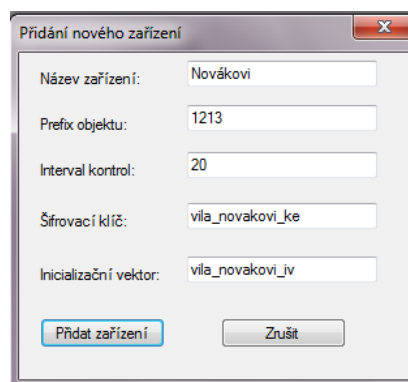 Přidání nového zařízení
Název zařízení: Novákovi
Prefix objektu: 1213
Interval kontrol: 20
Šifrovací klíč: vila_novakovi_ke
Inicializační vektor: vila_novakovi_iv
Přidat zařízení Zrušit